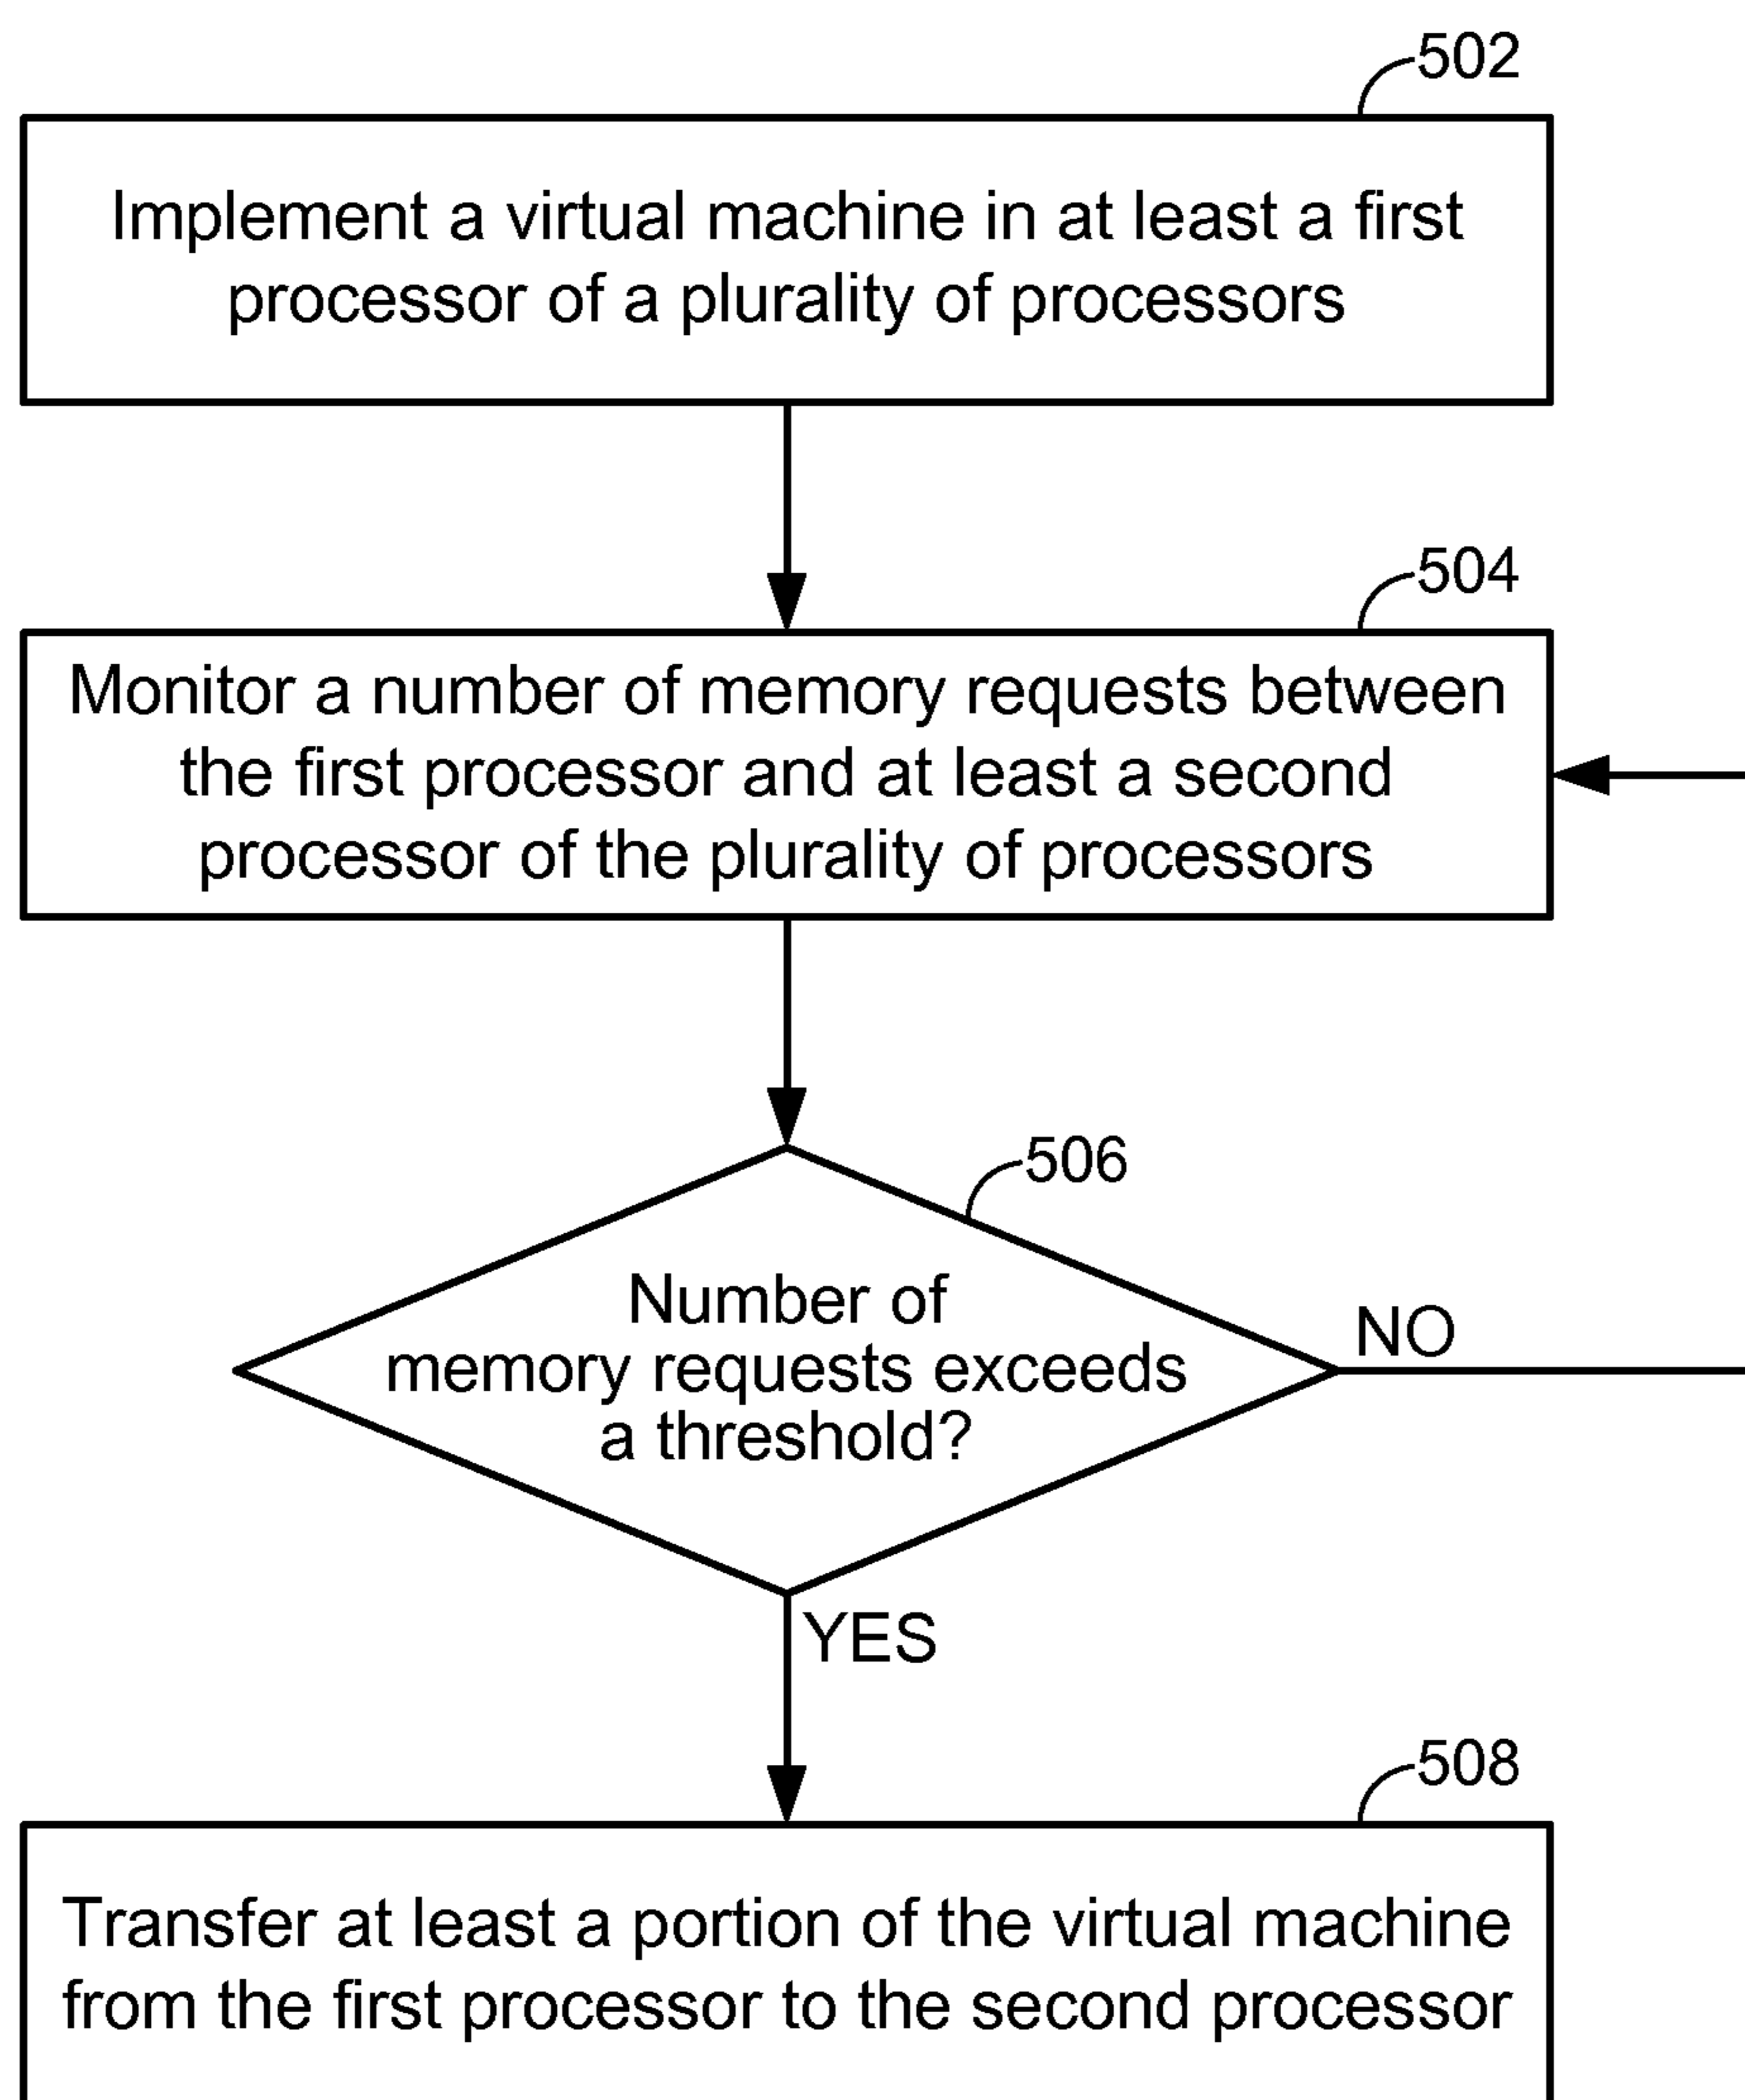 502
Implement a virtual machine in at least a first
processor of a plurality of processors
504
Monitor a number of memory requests between
the first processor and at least a second
processor of the plurality of processors
506
Number of
memory requests exceeds
a threshold?
NO
YES
508
Transfer at least a portion of the virtual machine
from the first processor to the second processor